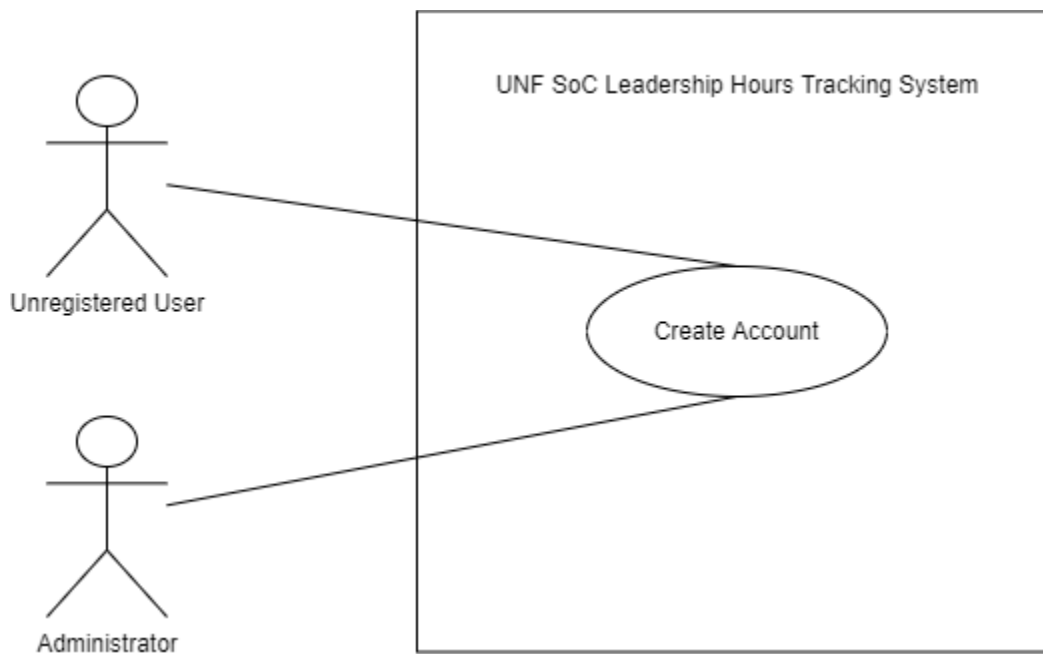 UNF SoC Leadership Hours Tracking System
Unregistered User
Create Account
Administrator